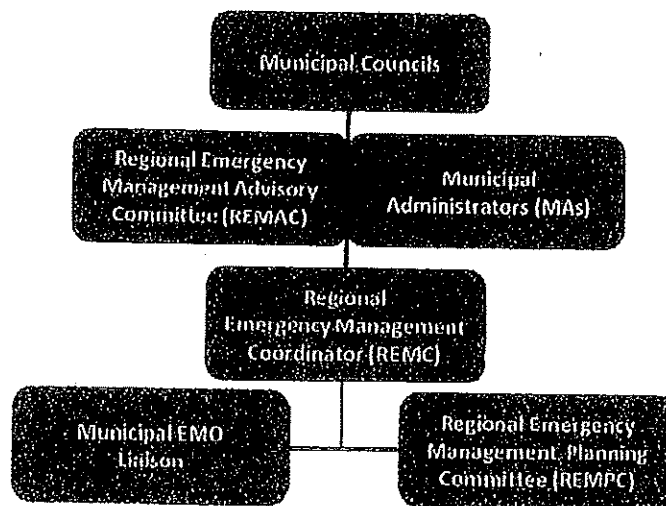 Municipal Councils
Regional Emergency
Management Advisory
Committee (REMAC)
Municipal
Administrators (MAs)
Regional
Emergency Management
Coordinator (REMC)
Municipal EMO
Liaison
Regional Emergency
Management Planning
Committee (REMPC)